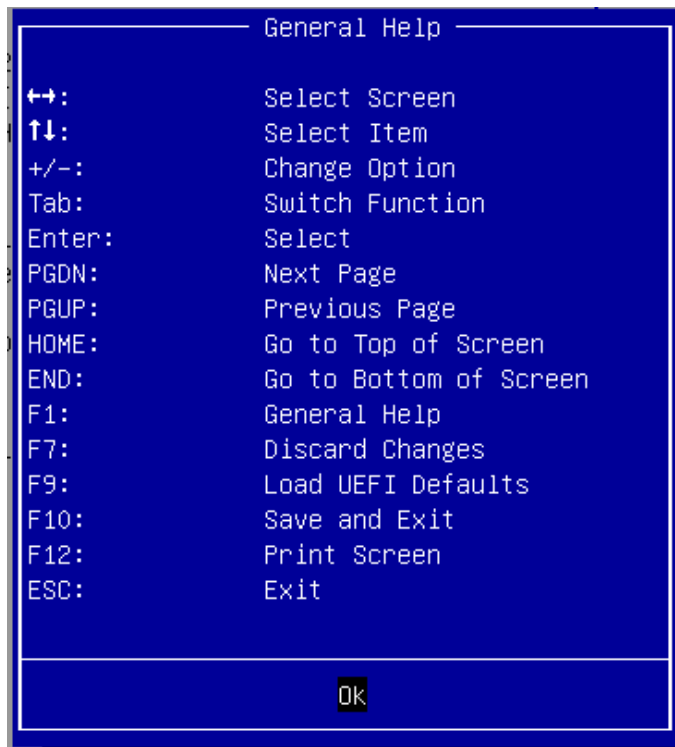 General Help
↔: Select Screen
↑↓: Select Item
+/-: Change Option
Tab: Switch Function
Enter: Select
PGDN: Next Page
PGUP: Previous Page
HOME: Go to Top of Screen
END: Go to Bottom of Screen
F1: General Help
F7: Discard Changes
F9: Load UEFI Defaults
F10: Save and Exit
F12: Print Screen
ESC: Exit
Ok